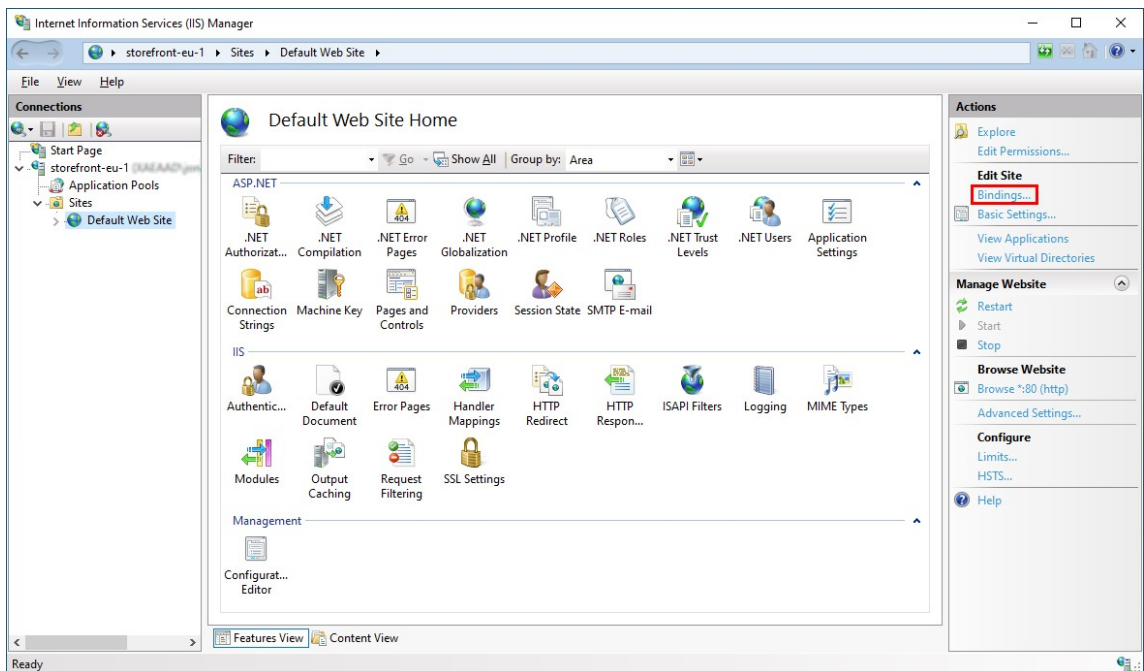 Internet Information Services (IIS) Manager
storefront-eu-1 Sites Default Web Site
File View Help
Connections
Start Page
storefront-eu-1
Application Pools
Sites
Default Web Site
Default Web Site Home
Filter: Go Show All Group by: Area
ASP.NET
.NET Authorizat...
.NET Compilation
.NET Error Pages
.NET Globalization
.NET Profile
.NET Roles
.NET Trust Levels
.NET Users
Application Settings
Connection Strings
Machine Key
Pages and Controls
Providers
Session State
SMTP E-mail
IIS
Authentic...
Default Document
Error Pages
Handler Mappings
HTTP Redirect
HTTP Respon...
ISAPI Filters
Logging
MIME Types
Modules
Output Caching
Request Filtering
SSL Settings
Management
Configurat... Editor
Features View Content View
Actions
Explore
Edit Permissions...
Edit Site
Bindings...
Basic Settings...
View Applications
View Virtual Directories
Manage Website
Restart
Start
Stop
Browse Website
Browse *:80 (http)
Advanced Settings...
Configure
Limits...
HSTS...
Help
Ready